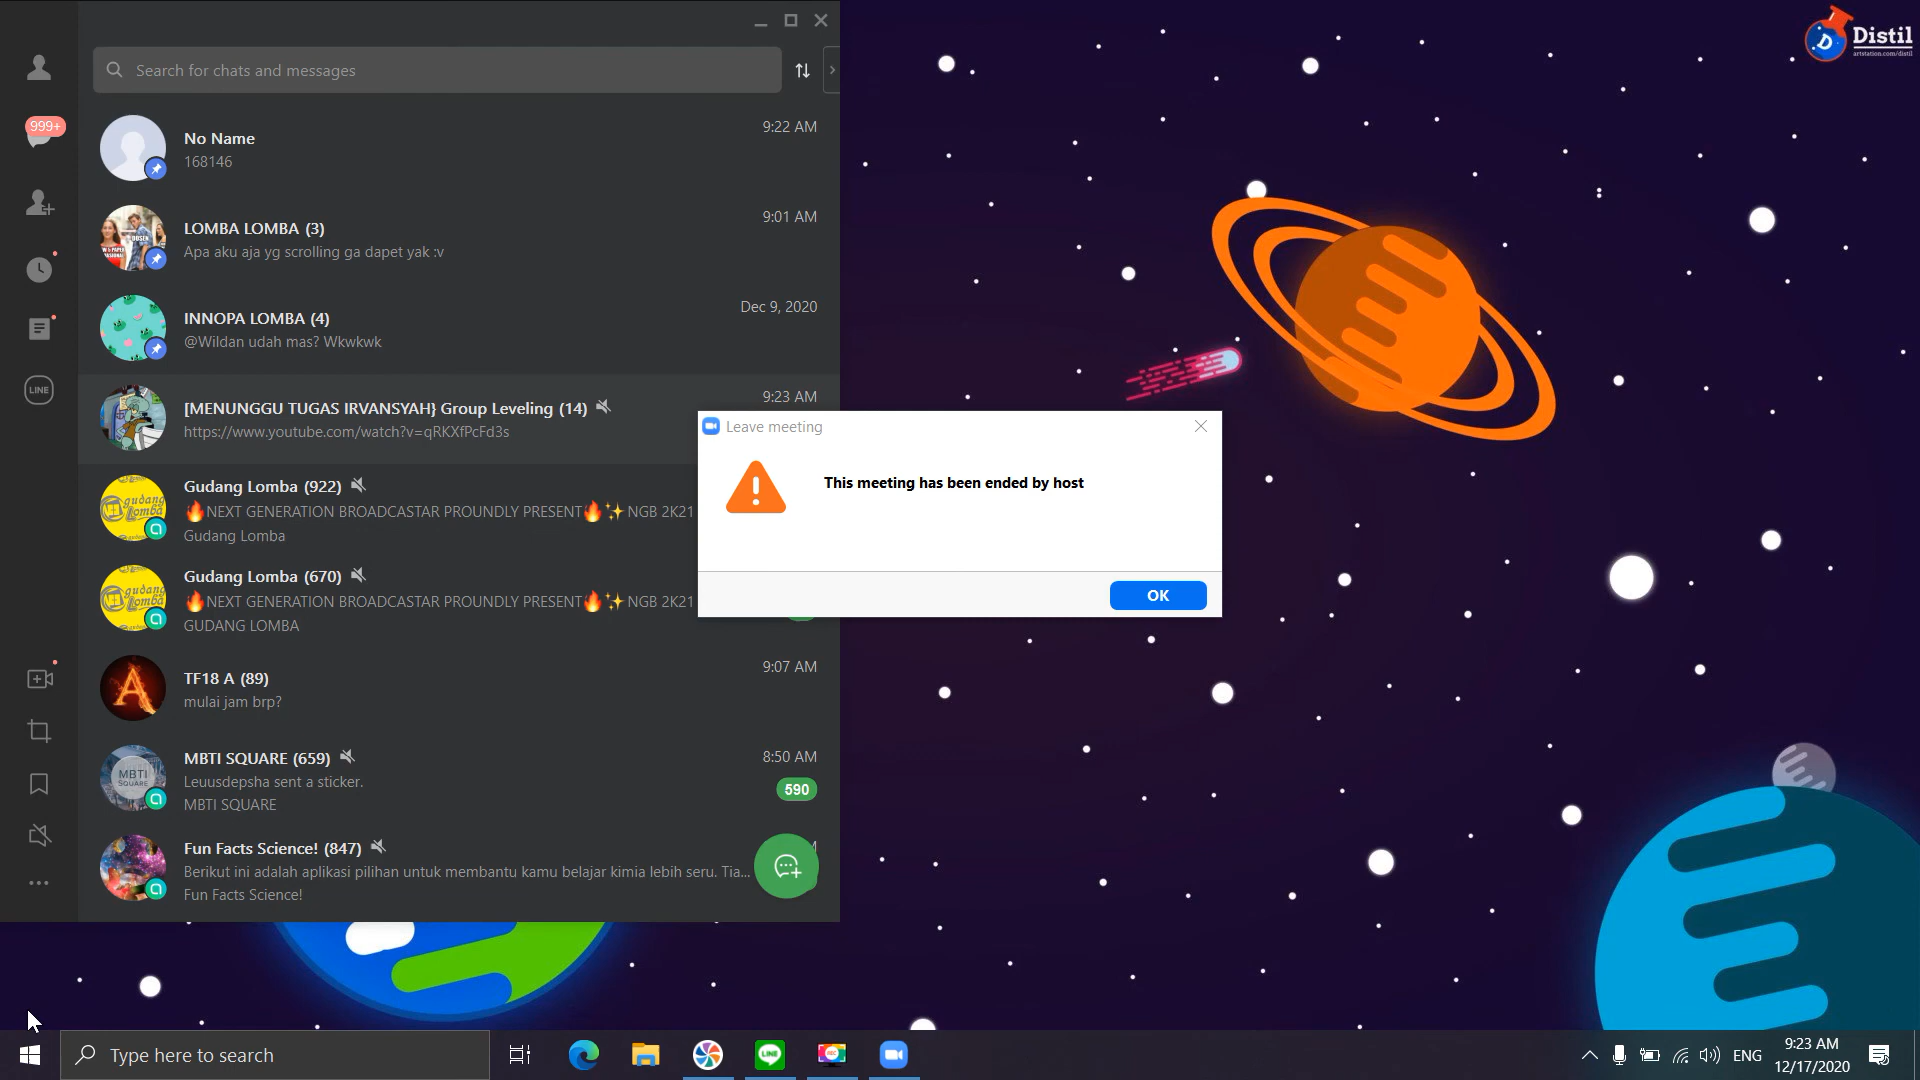 Distil
artstation.com/distil
Search for chats and messages
999+
No Name
9:22 AM
168146
LOMBA LOMBA (3)
9:01 AM
Apa aku aja yg scrolling ga dapet yak :v
INNOPA LOMBA (4)
Dec 9, 2020
@Wildan udah mas? Wkwkwk
LINE
[MENUNGGU TUGAS IRVANSYAH} Group Leveling (14)
9:23 AM
https://www.youtube.com/watch?v=qRKXfPcFd3s
Leave meeting
This meeting has been ended by host
OK
Gudang Lomba (922)
🔥NEXT GENERATION BROADCASTAR PROUNDLY PRESENT🔥✨ NGB 2K21
Gudang Lomba
Gudang Lomba (670)
🔥NEXT GENERATION BROADCASTAR PROUNDLY PRESENT🔥✨ NGB 2K21
GUDANG LOMBA
TF18 A (89)
9:07 AM
mulai jam brp?
MBTI SQUARE
MBTI SQUARE (659)
8:50 AM
Leuusdepsha sent a sticker.
590
MBTI SQUARE
Fun Facts Science! (847)
Berikut ini adalah aplikasi pilihan untuk membantu kamu belajar kimia lebih seru. Tia...
Fun Facts Science!
Type here to search
LINE
REC
ENG
9:23 AM
12/17/2020